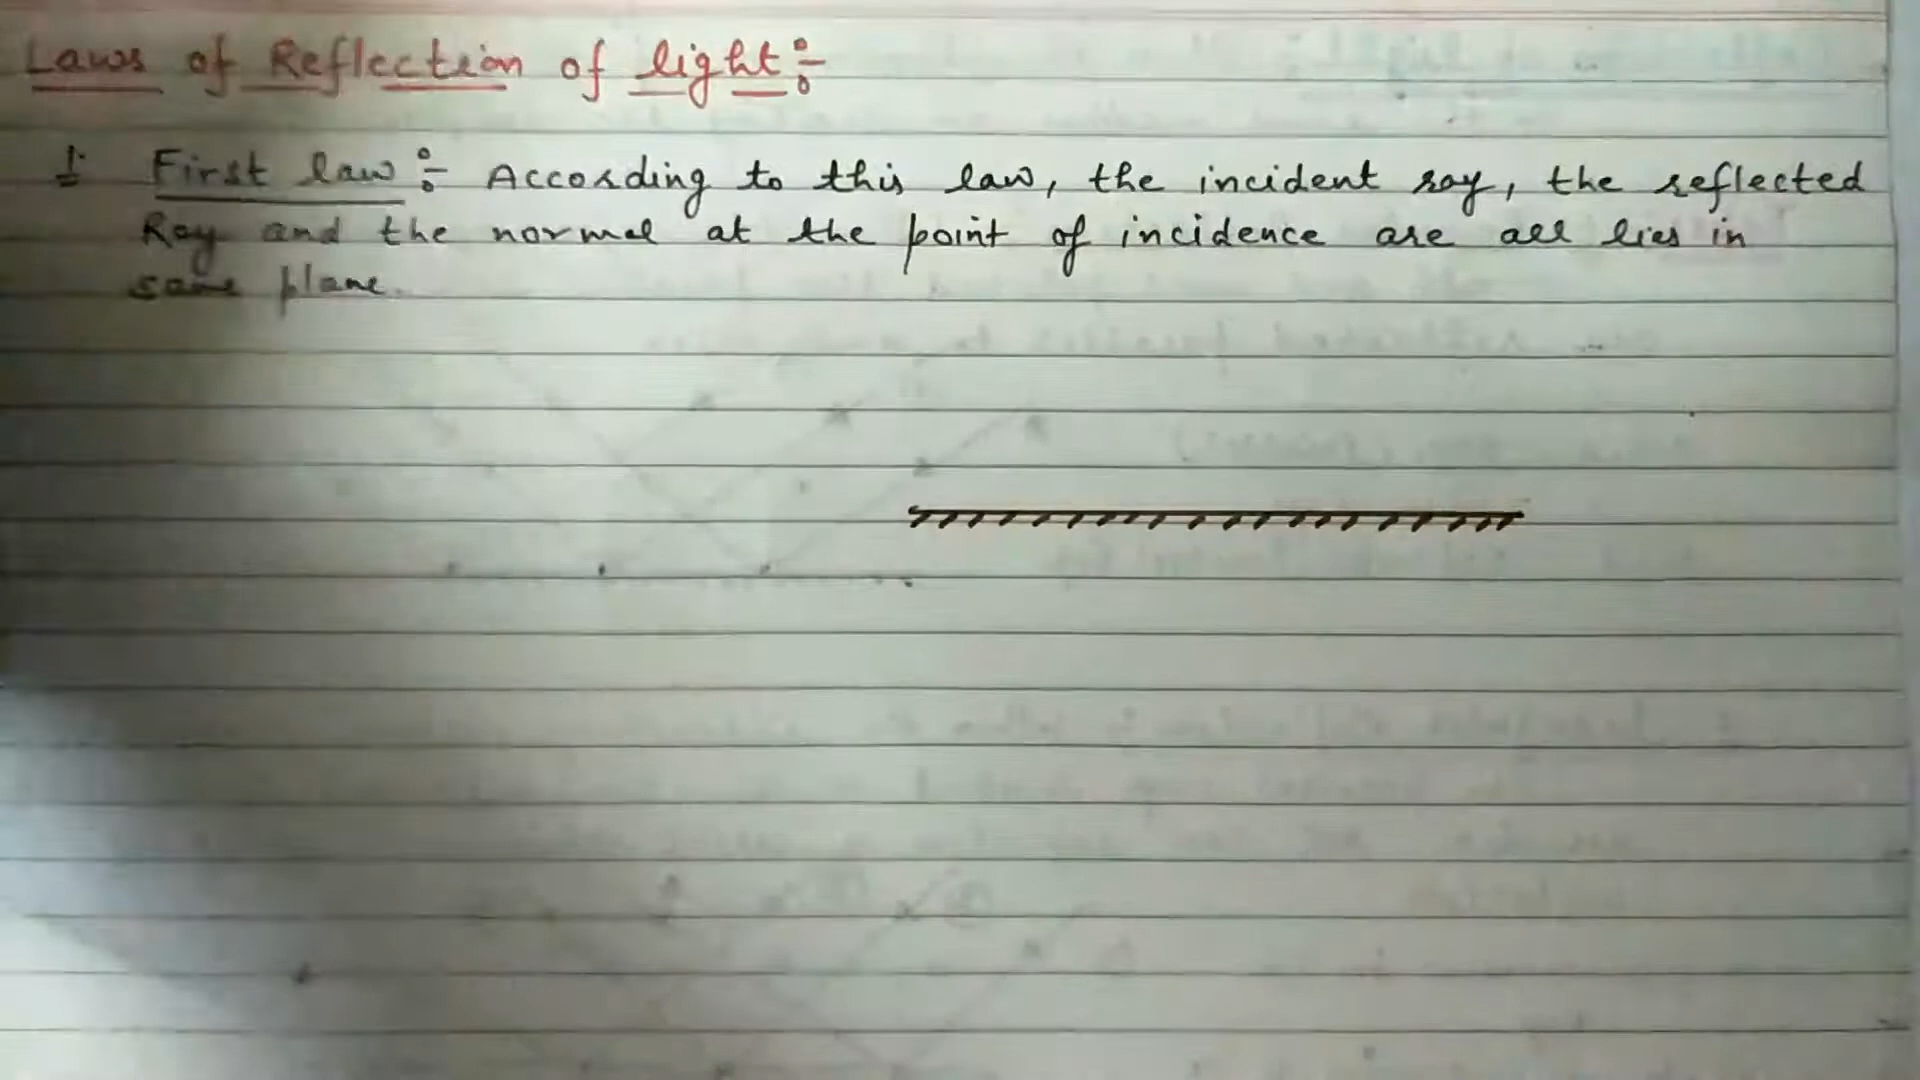 Laws of Reflection of light :-
1. First law :- According to this law, the incident ray, the reflected
Ray and the normal at the point of incidence are all lies in
same plane.